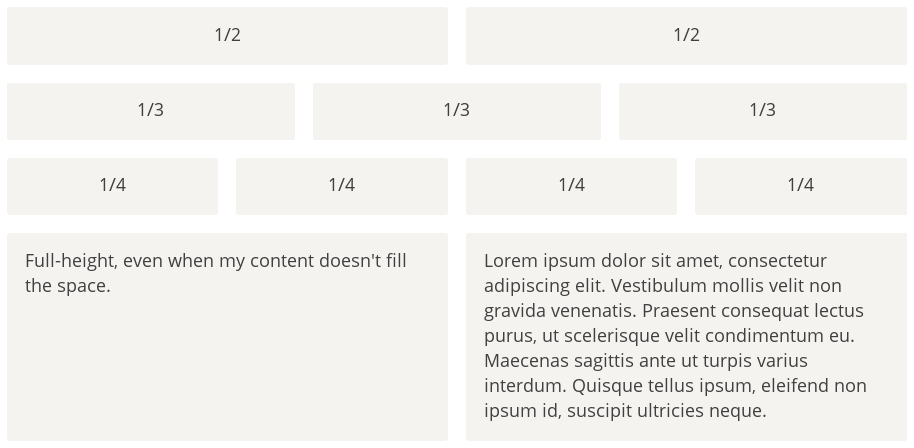 1/2 1/2
1/3 1/3 1/3
1/4 1/4 1/4 1/4
Full-height, even when my content doesn't fill
the space.
Lorem ipsum dolor sit amet, consectetur
adipiscing elit. Vestibulum mollis velit non
gravida venenatis. Praesent consequat lectus
purus, ut scelerisque velit condimentum eu.
Maecenas sagittis ante ut turpis varius
interdum. Quisque tellus ipsum, eleifend non
ipsum id, suscipit ultricies neque.